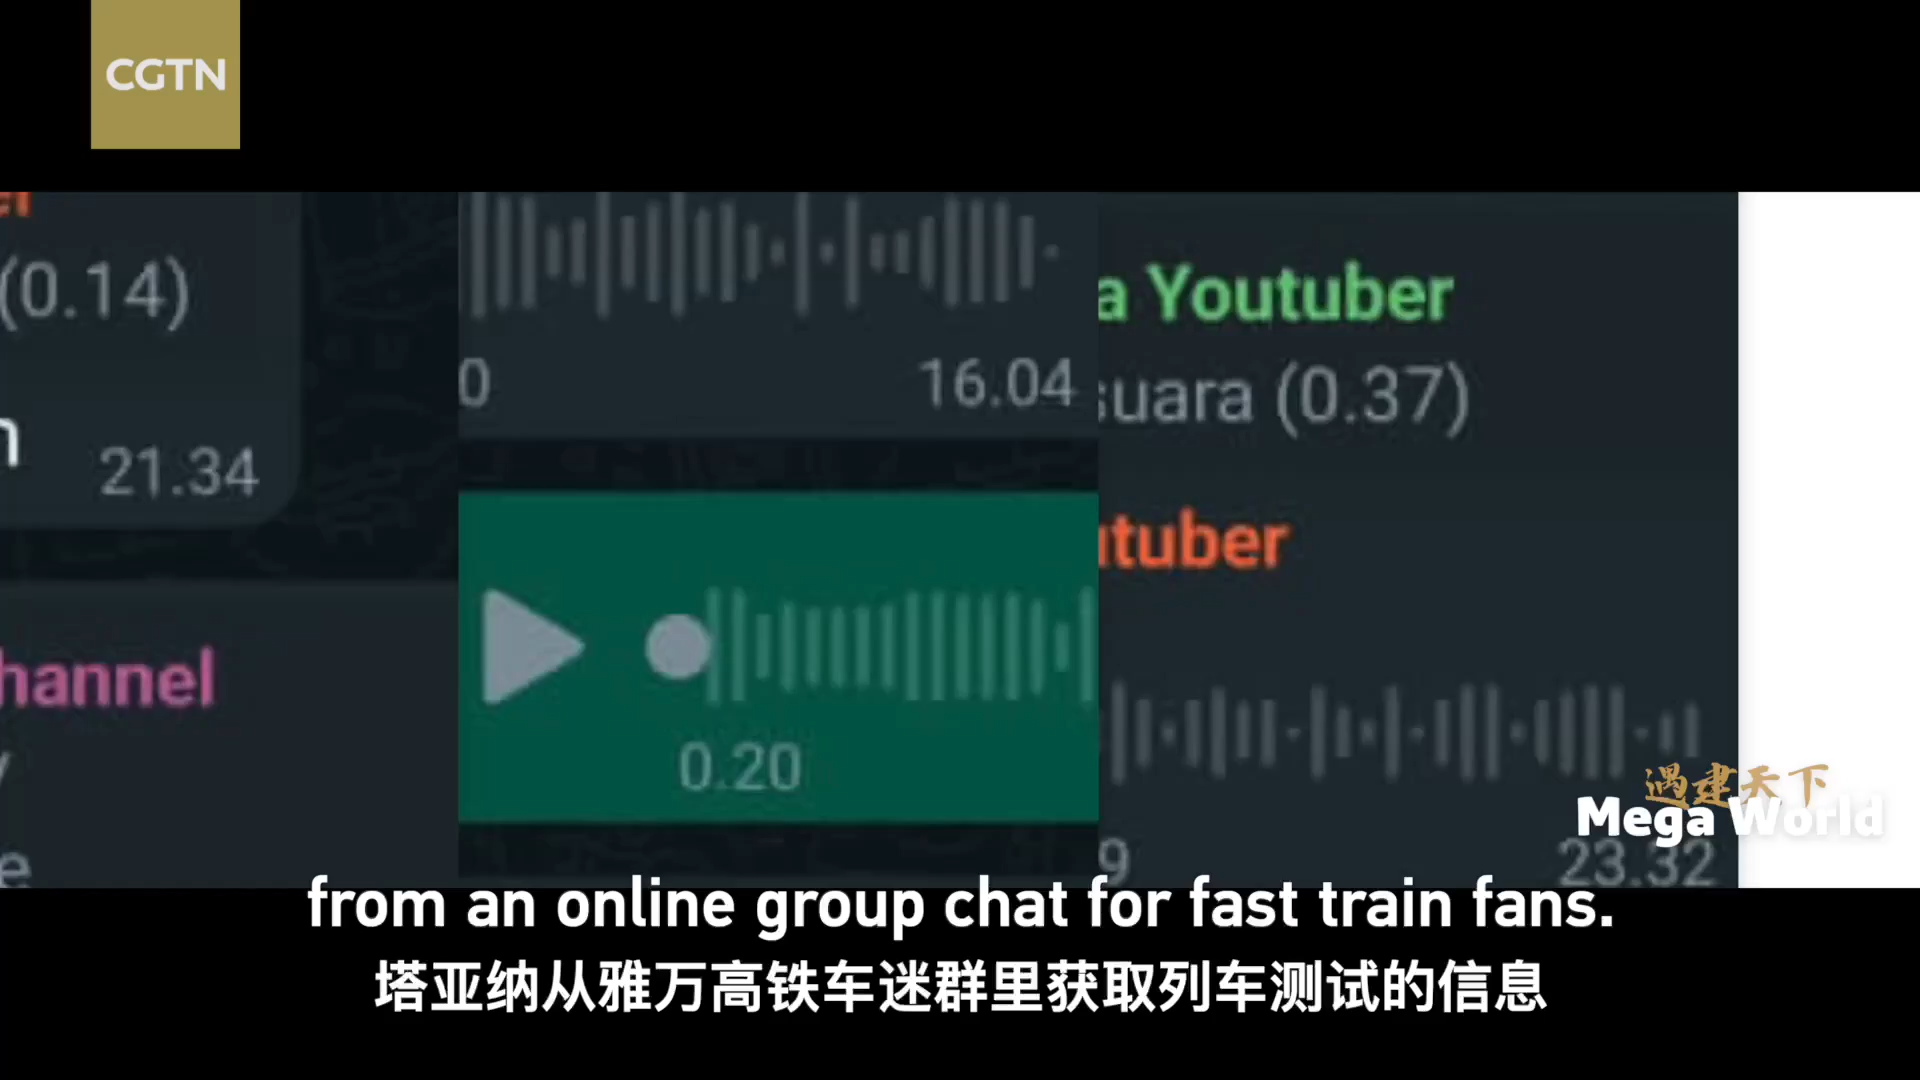 CGTN
(0.14)
21.34
hannel
0
16.04
0.20
a Youtuber
suara (0.37)
tuber
9
23.32
遇建天下
Mega World
from an online group chat for fast train fans.
塔亚纳从雅万高铁车迷群里获取列车测试的信息